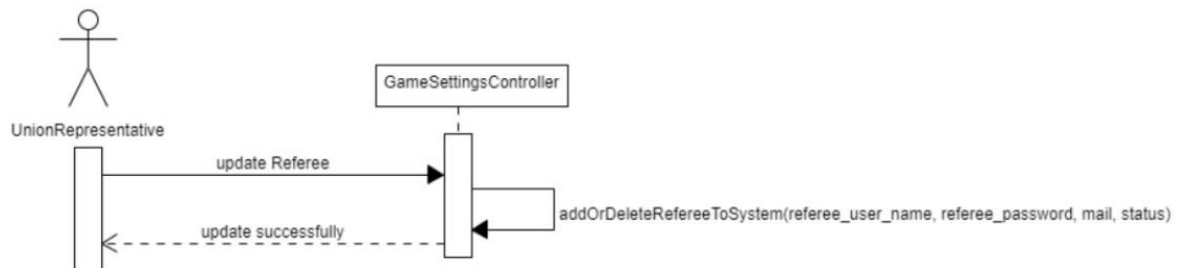 GameSettingsController
UnionRepresentative
update Referee
addOrDeleteRefereeToSystem(referee_user_name, referee_password, mail, status)
update successfully